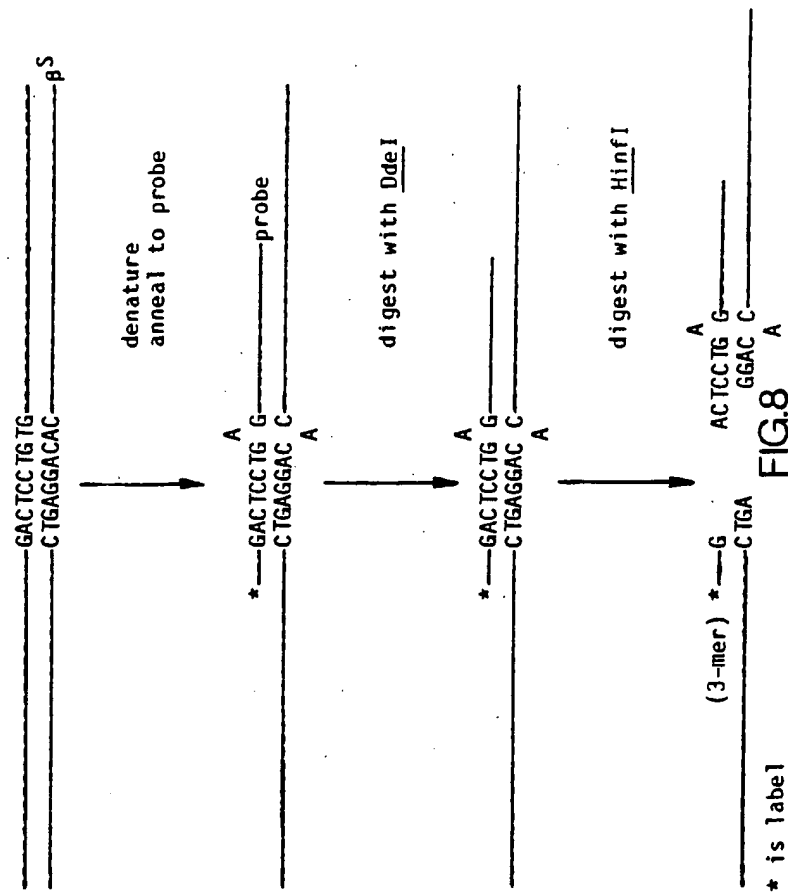 GACTCCTGTG
CTGAGGACAC
βS
denature
anneal to probe
A
*GACTCCTG G probe
CTGAGGAC C
A
digest with DdeI
A
*GACTCCTG G
CTGAGGAC C
A
digest with HinfI
A
(3-mer) * G ACTCCTG G
CTGA GGAC C
A
* is label
FIG.8